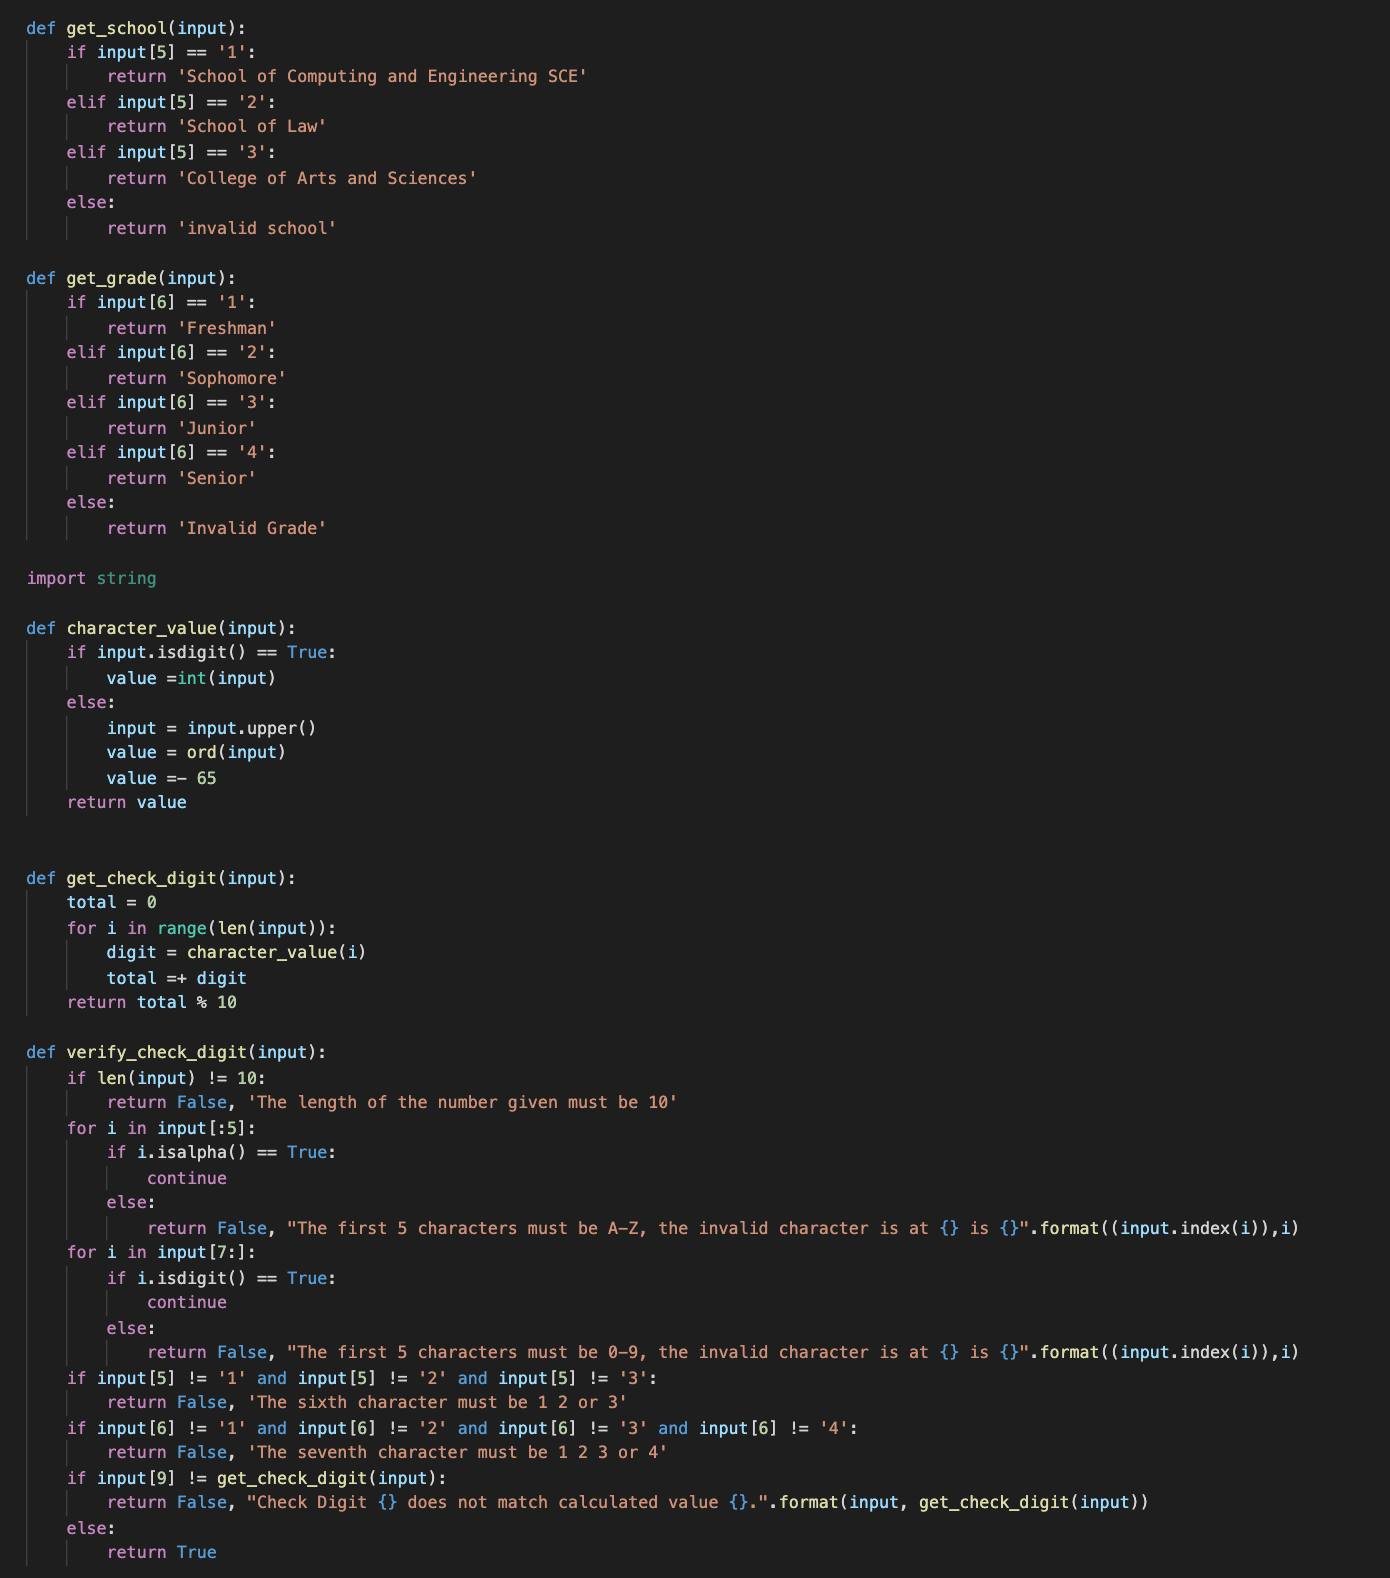 def get_school(input):
    if input[5] == '1':
        return 'School of Computing and Engineering SCE'
    elif input[5] == '2':
        return 'School of Law'
    elif input[5] == '3':
        return 'College of Arts and Sciences'
    else:
        return 'invalid school'

def get_grade(input):
    if input[6] == '1':
        return 'Freshman'
    elif input[6] == '2':
        return 'Sophomore'
    elif input[6] == '3':
        return 'Junior'
    elif input[6] == '4':
        return 'Senior'
    else:
        return 'Invalid Grade'

import string

def character_value(input):
    if input.isdigit() == True:
        value =int(input)
    else:
        input = input.upper()
        value = ord(input)
        value =- 65
    return value


def get_check_digit(input):
    total = 0
    for i in range(len(input)):
        digit = character_value(i)
        total =+ digit
    return total % 10

def verify_check_digit(input):
    if len(input) != 10:
        return False, 'The length of the number given must be 10'
    for i in input[:5]:
        if i.isalpha() == True:
            continue
        else:
            return False, "The first 5 characters must be A-Z, the invalid character is at {} is {}".format((input.index(i)),i)
    for i in input[7:]:
        if i.isdigit() == True:
            continue
        else:
            return False, "The first 5 characters must be 0-9, the invalid character is at {} is {}".format((input.index(i)),i)
    if input[5] != '1' and input[5] != '2' and input[5] != '3':
        return False, 'The sixth character must be 1 2 or 3'
    if input[6] != '1' and input[6] != '2' and input[6] != '3' and input[6] != '4':
        return False, 'The seventh character must be 1 2 3 or 4'
    if input[9] != get_check_digit(input):
        return False, "Check Digit {} does not match calculated value {}.".format(input, get_check_digit(input))
    else:
        return True